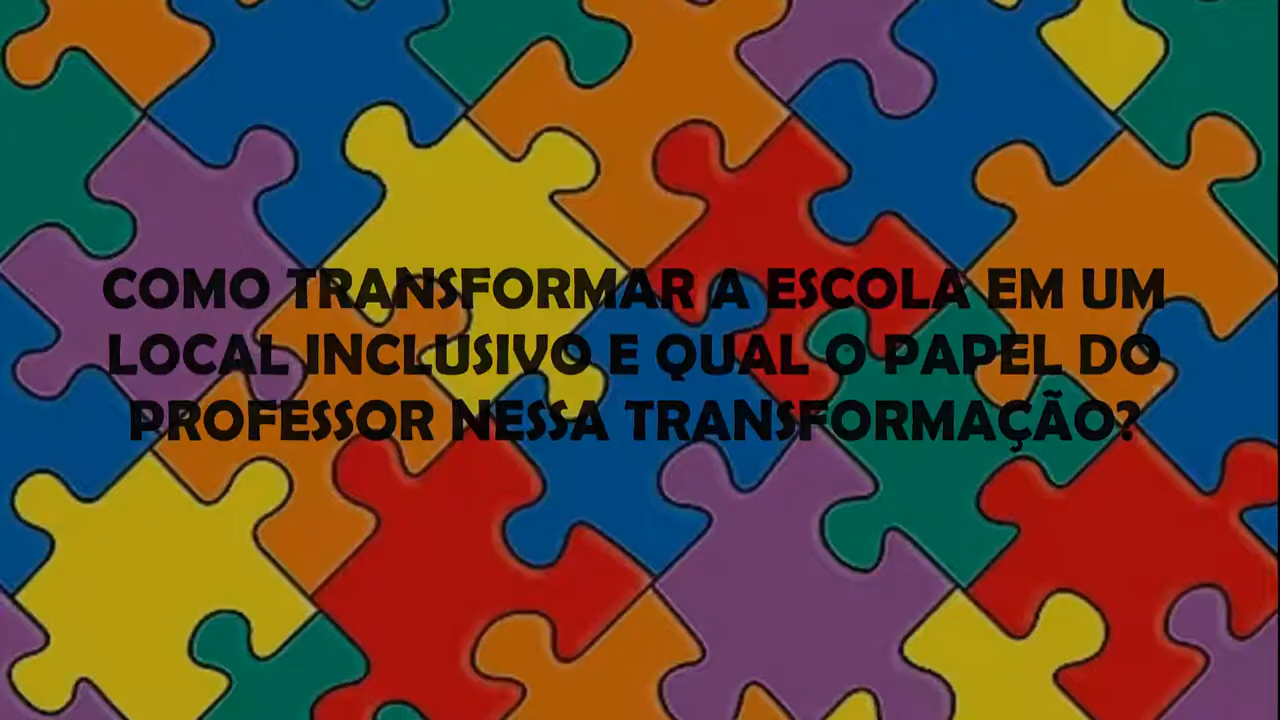 COMO TRANSFORMAR A ESCOLA EM UM
LOCAL INCLUSIVO E QUAL O PAPEL DO
PROFESSOR NESSA TRANSFORMAÇÃO?